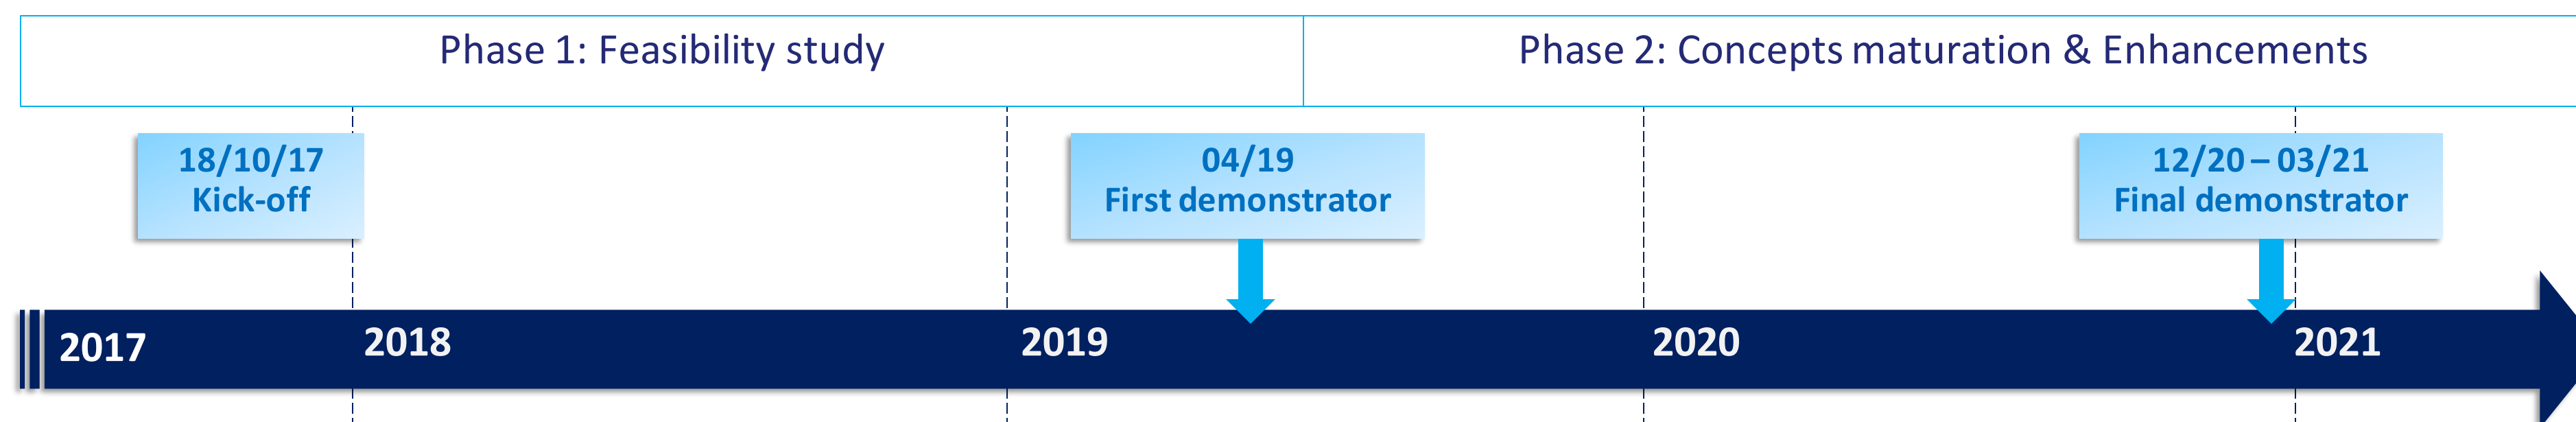 Phase 1: Feasibility study
Phase 2: Concepts maturation & Enhancements
18/10/17
Kick-off
04/19
First demonstrator
12/20 – 03/21
Final demonstrator
2017
2018
2019
2020
2021